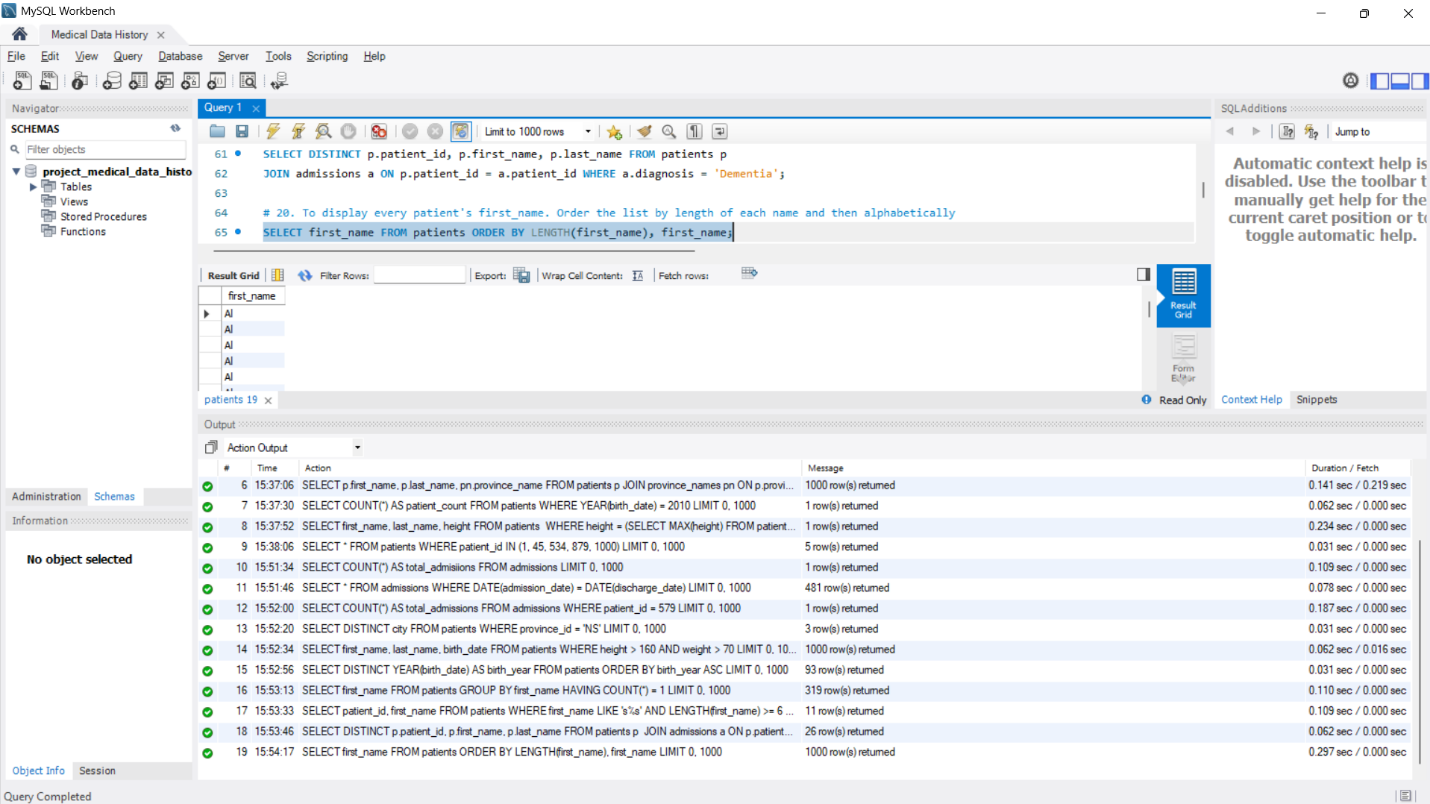 MySQL Workbench
Medical Data History
File Edit View Query Database Server Tools Scripting Help
Navigator
SCHEMAS
Filter objects
project_medical_data_histo
Tables
Views
Stored Procedures
Functions
Administration Schemas
Information
No object selected
Object Info Session
Query Completed
Query 1
Limit to 1000 rows
61 SELECT DISTINCT p.patient_id, p.first_name, p.last_name FROM patients p
62 JOIN admissions a ON p.patient_id = a.patient_id WHERE a.diagnosis = 'Dementia';
63
64 # 20. To display every patient's first_name. Order the list by length of each name and then alphabetically
65 SELECT first_name FROM patients ORDER BY LENGTH(first_name), first_name;
Result Grid Filter Rows: Export: Wrap Cell Content: Fetch rows:
first_name
Al
Al
Al
Al
Al
Result Grid
Form Editor
patients 19
Read Only
SQLAdditions
Jump to
Automatic context help is
disabled. Use the toolbar t
manually get help for the
current caret position or to
toggle automatic help.
Context Help Snippets
Output
Action Output
# Time Action Message Duration / Fetch
6 15:37:06 SELECT p.first_name, p.last_name, pn.province_name FROM patients p JOIN province_names pn ON p.provi... 1000 row(s) returned 0.141 sec / 0.219 sec
7 15:37:30 SELECT COUNT(*) AS patient_count FROM patients WHERE YEAR(birth_date) = 2010 LIMIT 0, 1000 1 row(s) returned 0.062 sec / 0.000 sec
8 15:37:52 SELECT first_name, last_name, height FROM patients WHERE height = (SELECT MAX(height) FROM patient... 1 row(s) returned 0.234 sec / 0.000 sec
9 15:38:06 SELECT * FROM patients WHERE patient_id IN (1, 45, 534, 879, 1000) LIMIT 0, 1000 5 row(s) returned 0.031 sec / 0.000 sec
10 15:51:34 SELECT COUNT(*) AS total_admisiions FROM admissions LIMIT 0, 1000 1 row(s) returned 0.109 sec / 0.000 sec
11 15:51:46 SELECT * FROM admissions WHERE DATE(admission_date) = DATE(discharge_date) LIMIT 0, 1000 481 row(s) returned 0.078 sec / 0.000 sec
12 15:52:00 SELECT COUNT(*) AS total_admissions FROM admissions WHERE patient_id = 579 LIMIT 0, 1000 1 row(s) returned 0.187 sec / 0.000 sec
13 15:52:20 SELECT DISTINCT city FROM patients WHERE province_id = 'NS' LIMIT 0, 1000 3 row(s) returned 0.031 sec / 0.000 sec
14 15:52:34 SELECT first_name, last_name, birth_date FROM patients WHERE height > 160 AND weight > 70 LIMIT 0, 10... 1000 row(s) returned 0.062 sec / 0.016 sec
15 15:52:56 SELECT DISTINCT YEAR(birth_date) AS birth_year FROM patients ORDER BY birth_year ASC LIMIT 0, 1000 93 row(s) returned 0.031 sec / 0.000 sec
16 15:53:13 SELECT first_name FROM patients GROUP BY first_name HAVING COUNT(*) = 1 LIMIT 0, 1000 319 row(s) returned 0.110 sec / 0.000 sec
17 15:53:33 SELECT patient_id, first_name FROM patients WHERE first_name LIKE 's%s' AND LENGTH(first_name) >= 6 ... 11 row(s) returned 0.109 sec / 0.000 sec
18 15:53:46 SELECT DISTINCT p.patient_id, p.first_name, p.last_name FROM patients p JOIN admissions a ON p.patient... 26 row(s) returned 0.062 sec / 0.000 sec
19 15:54:17 SELECT first_name FROM patients ORDER BY LENGTH(first_name), first_name LIMIT 0, 1000 1000 row(s) returned 0.297 sec / 0.000 sec